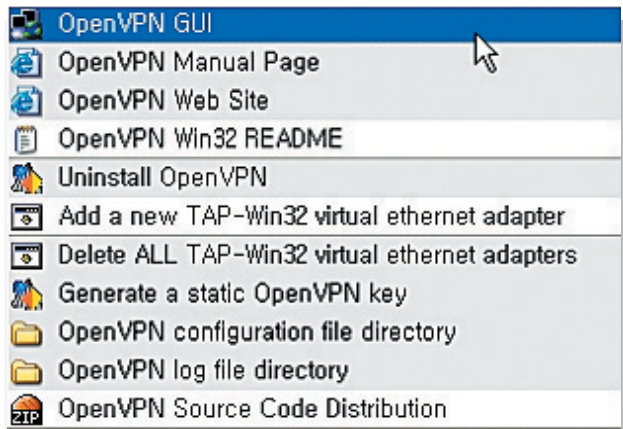 OpenVPN GUI
OpenVPN Manual Page
OpenVPN Web Site
OpenVPN Win32 README
Uninstall OpenVPN
Add a new TAP-Win32 virtual ethernet adapter
Delete ALL TAP-Win32 virtual ethernet adapters
Generate a static OpenVPN key
OpenVPN configuration file directory
OpenVPN log file directory
ZIP OpenVPN Source Code Distribution